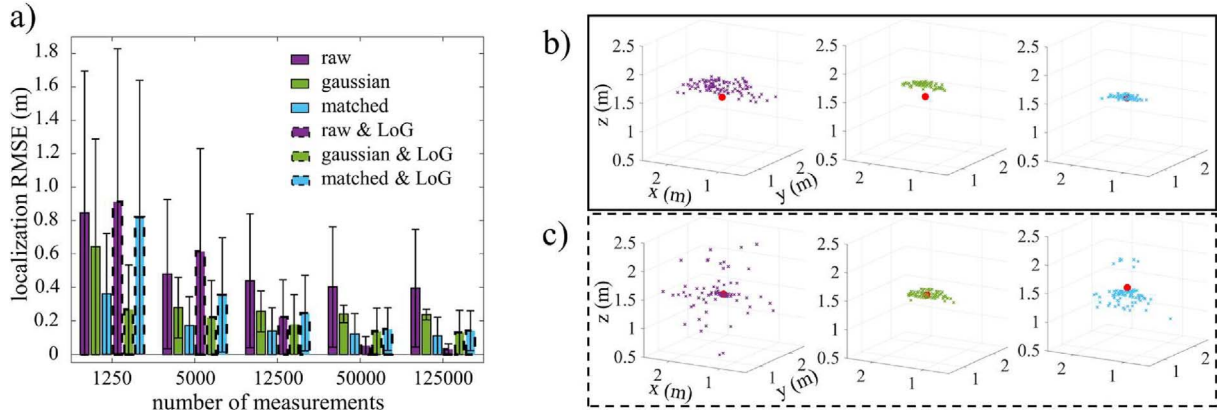 a)
localization RMSE (m)
1.8
1.6
1.4
1.2
1.0
0.8
0.6
0.4
0.2
0
raw
gaussian
matched
raw & LoG
gaussian & LoG
matched & LoG
1250 5000 12500 50000 125000
number of measurements
b)
z (m)
2.5
2
1.5
1
0.5
2 1
x (m)
1 2
y (m)
2.5
2
1.5
1
0.5
2 1
1 2
2.5
2
1.5
1
0.5
2 1
1 2
c)
z (m)
2.5
2
1.5
1
0.5
2 1
x (m)
1 2
y (m)
2.5
2
1.5
1
0.5
2 1
1 2
2.5
2
1.5
1
0.5
2 1
1 2